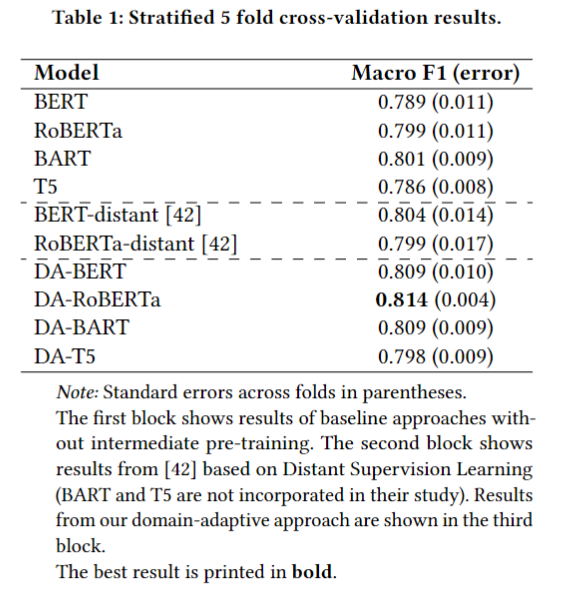 Table 1: Stratified 5 fold cross-validation results.
Model Macro F1 (error)
BERT 0.789 (0.011)
RoBERTa 0.799 (0.011)
BART 0.801 (0.009)
T5 0.786 (0.008)
BERT-distant [42] 0.804 (0.014)
RoBERTa-distant [42] 0.799 (0.017)
DA-BERT 0.809 (0.010)
DA-RoBERTa 0.814 (0.004)
DA-BART 0.809 (0.009)
DA-T5 0.798 (0.009)
Note: Standard errors across folds in parentheses.
The first block shows results of baseline approaches with-
out intermediate pre-training. The second block shows
results from [42] based on Distant Supervision Learning
(BART and T5 are not incorporated in their study). Results
from our domain-adaptive approach are shown in the third
block.
The best result is printed in bold.